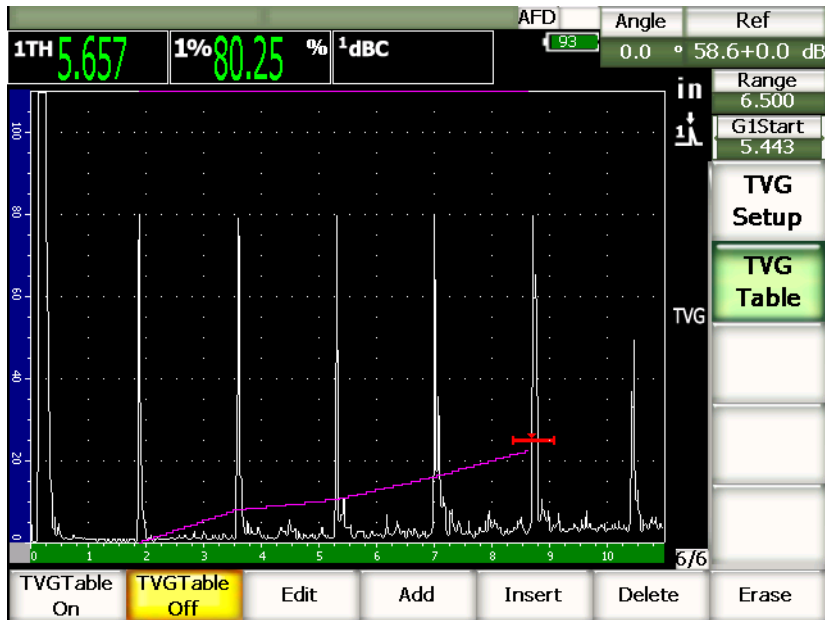 AFD
Angle
Ref
1TH 5.657
1% 80.25 %
1dBC
93
0.0 °
58.6+0.0 dB
in
Range
6.500
G1Start
5.443
1
TVG
Setup
TVG
Table
TVG
100
80
60
40
20
0
0 1 2 3 4 5 6 7 8 9 10
6/6
TVGTable
On
TVGTable
Off
Edit
Add
Insert
Delete
Erase